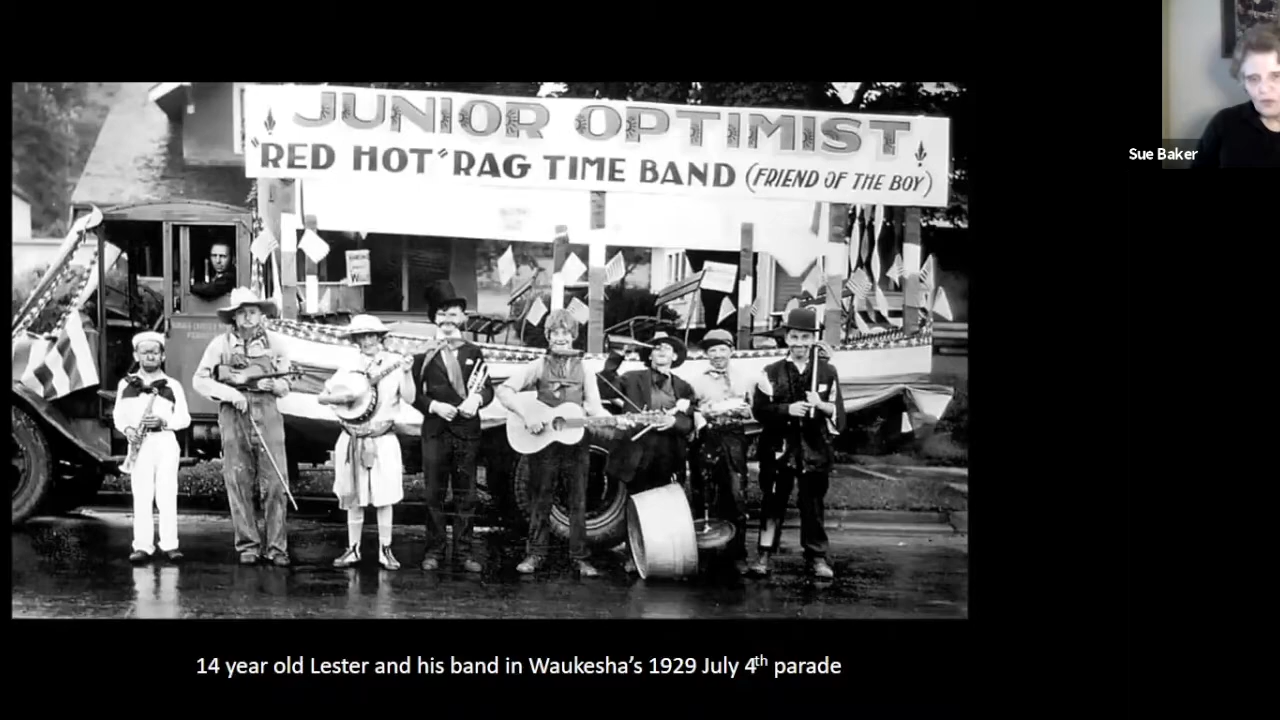 JUNIOR OPTIMIST
"RED HOT" RAG TIME BAND (FRIEND OF THE BOY)
Sue Baker
14 year old Lester and his band in Waukesha's 1929 July 4th parade